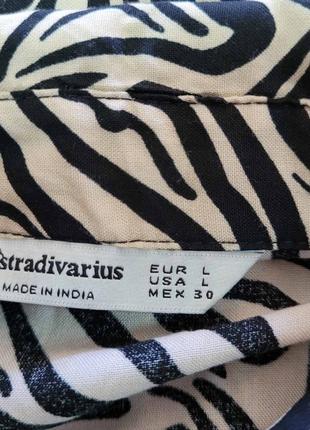 stradivarius
MADE IN INDIA
EUR L
USA L
MEX 30